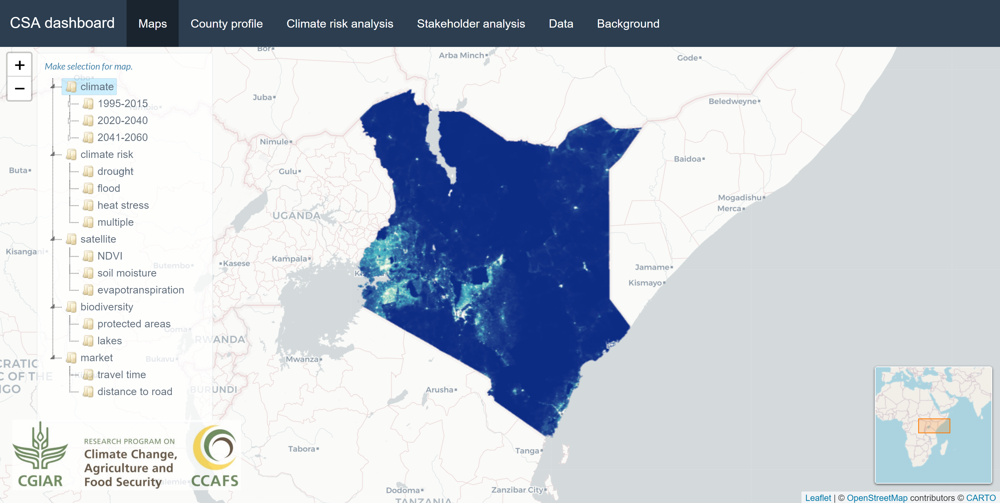 CSA dashboard
Maps
County profile
Climate risk analysis
Stakeholder analysis
Data
Background
+
−
Make selection for map.
climate
1995-2015
2020-2040
2041-2060
climate risk
drought
flood
heat stress
multiple
satellite
NDVI
soil moisture
evapotranspiration
biodiversity
protected areas
lakes
market
travel time
distance to road
Bor
Arba Minch
Gode
Obo
Juba
Beledweyne
Nimule
Baidoa
Buta
Gulu
Mogadishu
Merca
UGANDA
Kisangani
Kampala
Kasese
Butembo
Jamame
Kismayo
Goma
RWANDA
Bukavu
Mwanza
CRATIC
C OF THE
BURUNDI
Arusha
Tabora
Tanga
Dodoma
Zanzibar City
TANZANIA
CGIAR
RESEARCH PROGRAM ON
Climate Change,
Agriculture and
Food Security
CCAFS
Leaflet | © OpenStreetMap contributors © CARTO